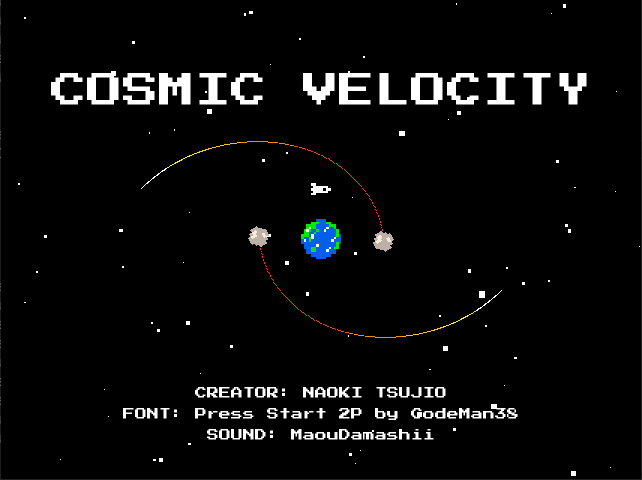 COSMIC VELOCITY
CREATOR: NAOKI TSUJIO
FONT: Press Start 2P by GodeMan38
SOUND: MaouDamashii